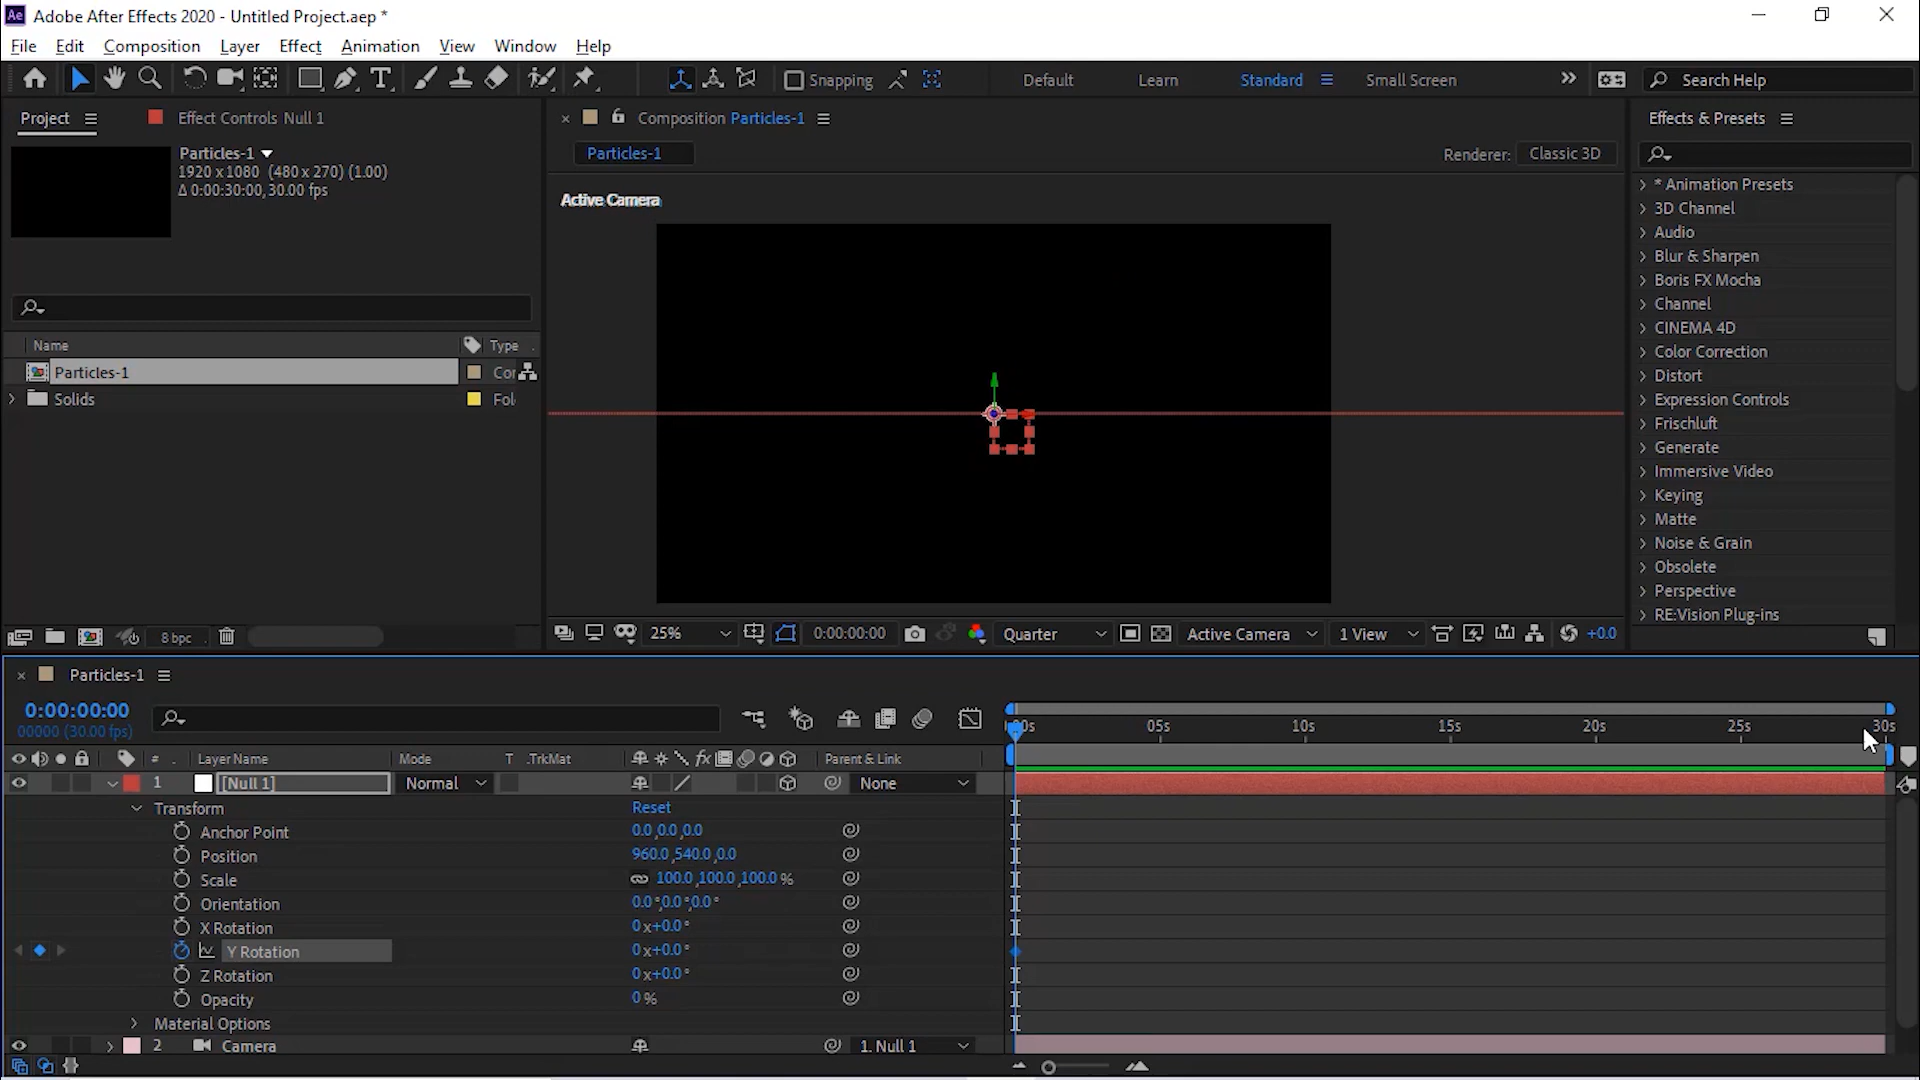 Adobe After Effects 2020 - Untitled Project.aep *
File Edit Composition Layer Effect Animation View Window Help
Snapping Default Learn Standard Small Screen Search Help
Project Effect Controls Null 1
Composition Particles-1
Effects & Presets
Particles-1
1920 x 1080 (480 x 270) (1.00)
Δ 0:00:30:00, 30.00 fps
Particles-1
Renderer: Classic 3D
Active Camera
* Animation Presets
3D Channel
Audio
Blur & Sharpen
Boris FX Mocha
Channel
CINEMA 4D
Color Correction
Distort
Expression Controls
Frischluft
Generate
Immersive Video
Keying
Matte
Noise & Grain
Obsolete
Perspective
RE:Vision Plug-ins
Name Type
Particles-1 Cor
Solids Fol
8 bpc
25% 0:00:00:00 Quarter Active Camera 1 View +0.0
Particles-1
0:00:00:00
00000 (30.00 fps)
00s 05s 10s 15s 20s 25s 30s
# Layer Name Mode T .TrkMat Parent & Link
1 [Null 1] Normal None
Transform Reset
Anchor Point 0.0,0.0,0.0
Position 960.0,540.0,0.0
Scale 100.0,100.0,100.0 %
Orientation 0.0°,0.0°,0.0°
X Rotation 0 x+0.0°
Y Rotation 0 x+0.0°
Z Rotation 0 x+0.0°
Opacity 0 %
Material Options
2 Camera 1. Null 1